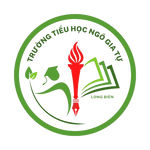 TRƯỜNG TIỂU HỌC NGÔ GIA TỰ
LONG BIÊN